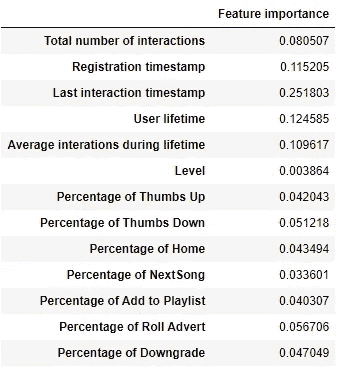 Feature importance
Total number of interactions 0.080507
Registration timestamp 0.115205
Last interaction timestamp 0.251803
User lifetime 0.124585
Average interations during lifetime 0.109617
Level 0.003864
Percentage of Thumbs Up 0.042043
Percentage of Thumbs Down 0.051218
Percentage of Home 0.043494
Percentage of NextSong 0.033601
Percentage of Add to Playlist 0.040307
Percentage of Roll Advert 0.056706
Percentage of Downgrade 0.047049